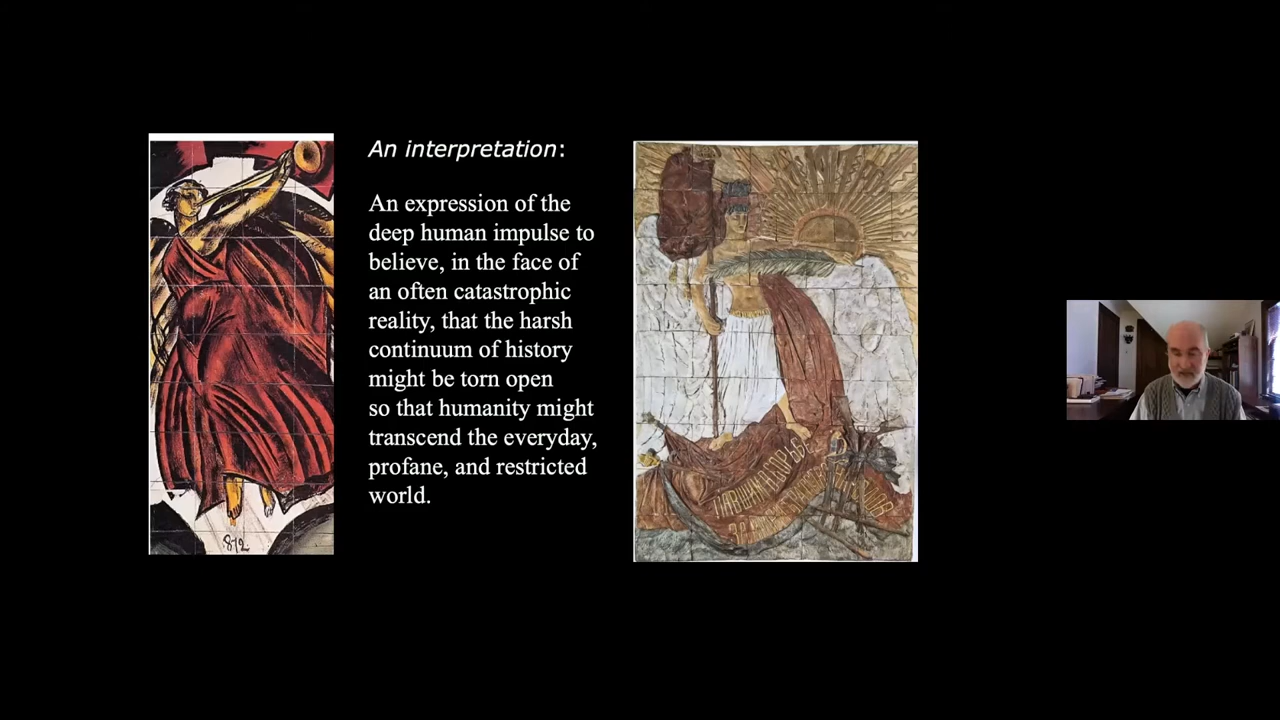 An interpretation:
An expression of the
deep human impulse to
believe, in the face of
an often catastrophic
reality, that the harsh
continuum of history
might be torn open
so that humanity might
transcend the everyday,
profane, and restricted
world.